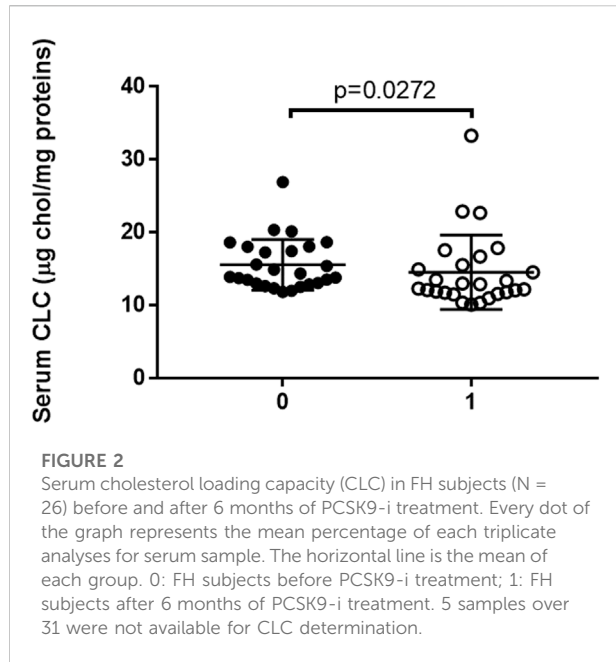 Serum CLC (µg chol/mg proteins)
p=0.0272
40
30
20
10
0
0
1
FIGURE 2
Serum cholesterol loading capacity (CLC) in FH subjects (N =
26) before and after 6 months of PCSK9-i treatment. Every dot of
the graph represents the mean percentage of each triplicate
analyses for serum sample. The horizontal line is the mean of
each group. 0: FH subjects before PCSK9-i treatment; 1: FH
subjects after 6 months of PCSK9-i treatment. 5 samples over
31 were not available for CLC determination.